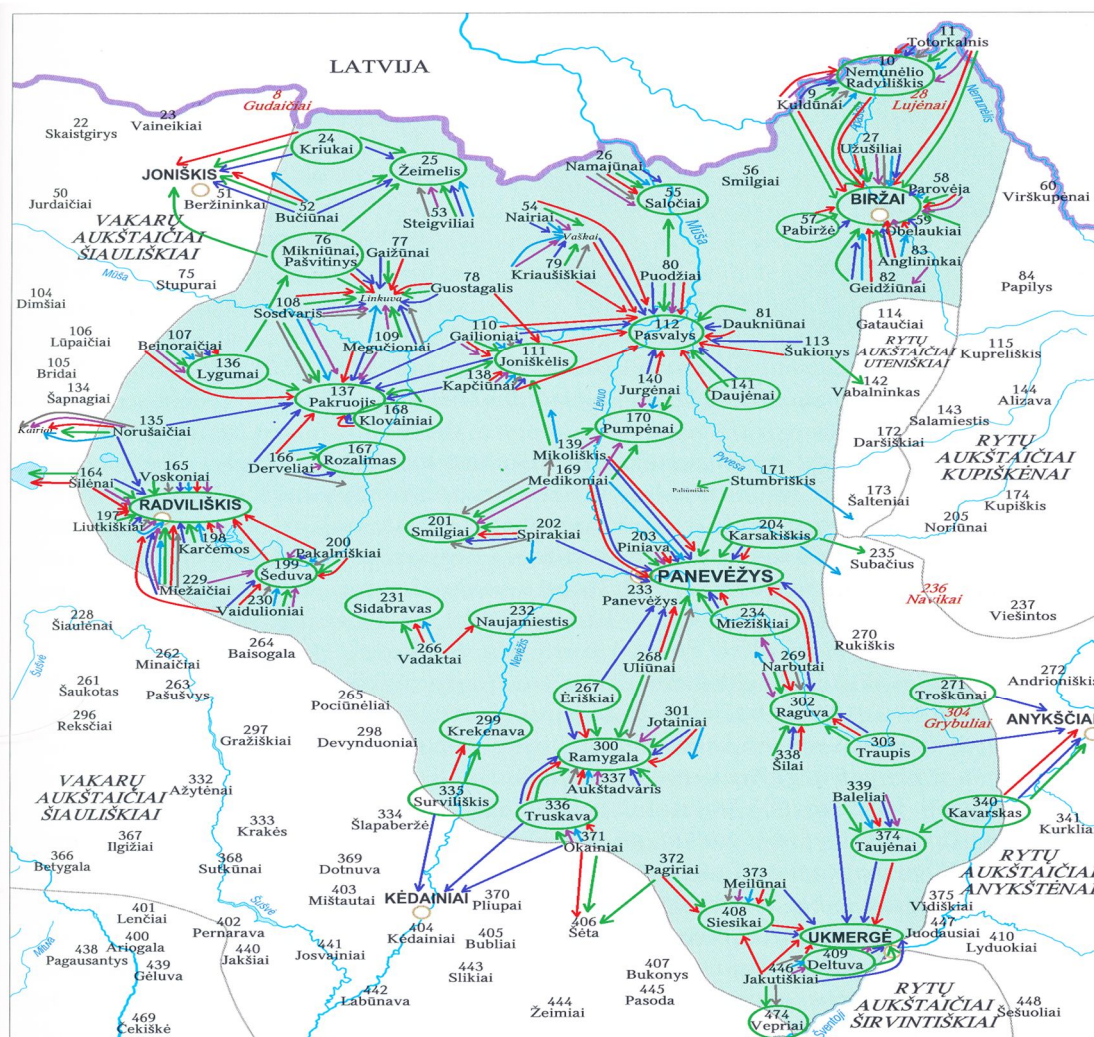 LATVIJA
11
Totorkalnis
10
Nemunėlio
Radviliškis
9
Kuldūnai
28
Lujėnai
Nemunėlis
Apaščia
8
Gudaičiai
23
Vaineikiai
22
Skaistgirys
24
Kriukai
25
Žeimelis
26
Namajūnai
56
Smilgiai
27
Užušiliai
58
Parovėja
60
Virškupėnai
JONIŠKIS
51
Beržininkai
50
Jurdaičiai
52
Bučiūnai
53
Steigviliai
55
Saločiai
54
Nairiai
Vaškai
79
Kriaušiškiai
BIRŽAI
57
Pabiržė
59
Obelaukiai
83
Anglininkai
82
Geidžiūnai
VAKARŲ
AUKŠTAIČIAI
ŠIAULIŠKIAI
Mūša
76
Mikniūnai,
Pašvitinys
77
Gaižūnai
Linkuva
78
Guostagalis
80
Puodžiai
Mūša
84
Papilys
75
Stupurai
104
Dimšiai
106
Lūpaičiai
105
Bridai
134
Šapnagiai
107
Beinoraičiai
108
Sosdvaris
109
Megučioniai
110
Gailioniai
112
Pasvalys
81
Daukniūnai
113
Šukionys
114
Gataučiai
RYTŲ
AUKŠTAIČIAI
UTENIŠKIAI
115
Kupreliškis
136
Lygumai
137
Pakruojis
111
Joniškėlis
138
Kapčiūnai
140
Jurgėnai
141
Daujėnai
142
Vabalninkas
144
Alizava
143
Salamiestis
135
Norušaičiai
Kairiai
168
Klovainiai
167
Rozalimas
166
Derveliai
Lėvuo
139
Mikoliškis
170
Pumpėnai
Pyvesa
172
Daršiškiai
RYTŲ
AUKŠTAIČIAI
KUPIŠKĖNAI
164
Šilėnai
165
Voskoniai
RADVILIŠKIS
169
Medikoniai
171
Stumbriškis
173
Šalteniai
174
Kupiškis
205
Noriūnai
197
Liutkiškiai
198
Karčemos
200
Pakalniškiai
199
Šeduva
201
Smilgiai
202
Spirakiai
203
Piniava
204
Karsakiškis
235
Subačius
229
Miežaičiai
230
Vaidulioniai
PANEVĖŽYS
233
Panevėžys
234
Miežiškiai
236
Navikai
237
Viešintos
228
Šiaulėnai
231
Sidabravas
232
Naujamiestis
266
Vadaktai
Nevėžis
268
Uliūnai
269
Narbutai
270
Rukiškis
Šušvė
262
Minaičiai
264
Baisogala
261
Šaukotas
263
Pašušvys
265
Pociūnėliai
267
Ėriškiai
301
Jotainiai
302
Raguva
271
Troškūnai
272
Andrioniškis
296
Reksčiai
297
Gražiškiai
298
Devynduoniai
299
Krekenava
300
Ramygala
304
Grybuliai
ANYKŠČIAI
303
Traupis
338
Šilai
VAKARŲ
AUKŠTAIČIAI
ŠIAULIŠKIAI
332
Ažytėnai
335
Surviliškis
337
Aukštadvaris
336
Truskava
334
Šlapaberžė
333
Krakės
339
Baleliai
340
Kavarskas
341
Kurkliai
367
Ilgižiai
366
Betygala
368
Sutkūnai
369
Dotnuva
371
Okainiai
372
Pagiriai
373
Meilūnai
374
Taujėnai
RYTŲ
AUKŠTAIČIAI
ANYKŠTĖNAI
Šušvė
403
Mištautai
KĖDAINIAI
370
Pliupai
375
Vidiškiai
401
Lenčiai
402
Pernarava
404
Kėdainiai
405
Bubliai
406
Šėta
408
Siesikai
UKMERGĖ
447
Juodausiai
410
Lyduokiai
400
Ariogala
438
Pagausantys
440
Jakšiai
441
Josvainiai
443
Slikiai
407
Bukonys
446
Jakutiškiai
409
Deltuva
439
Gėluva
442
Labūnava
445
Pasoda
444
Žeimiai
474
Vepriai
RYTŲ
AUKŠTAIČIAI
ŠIRVINTIŠKIAI
448
Šešuoliai
469
Čekiškė
Šventoji